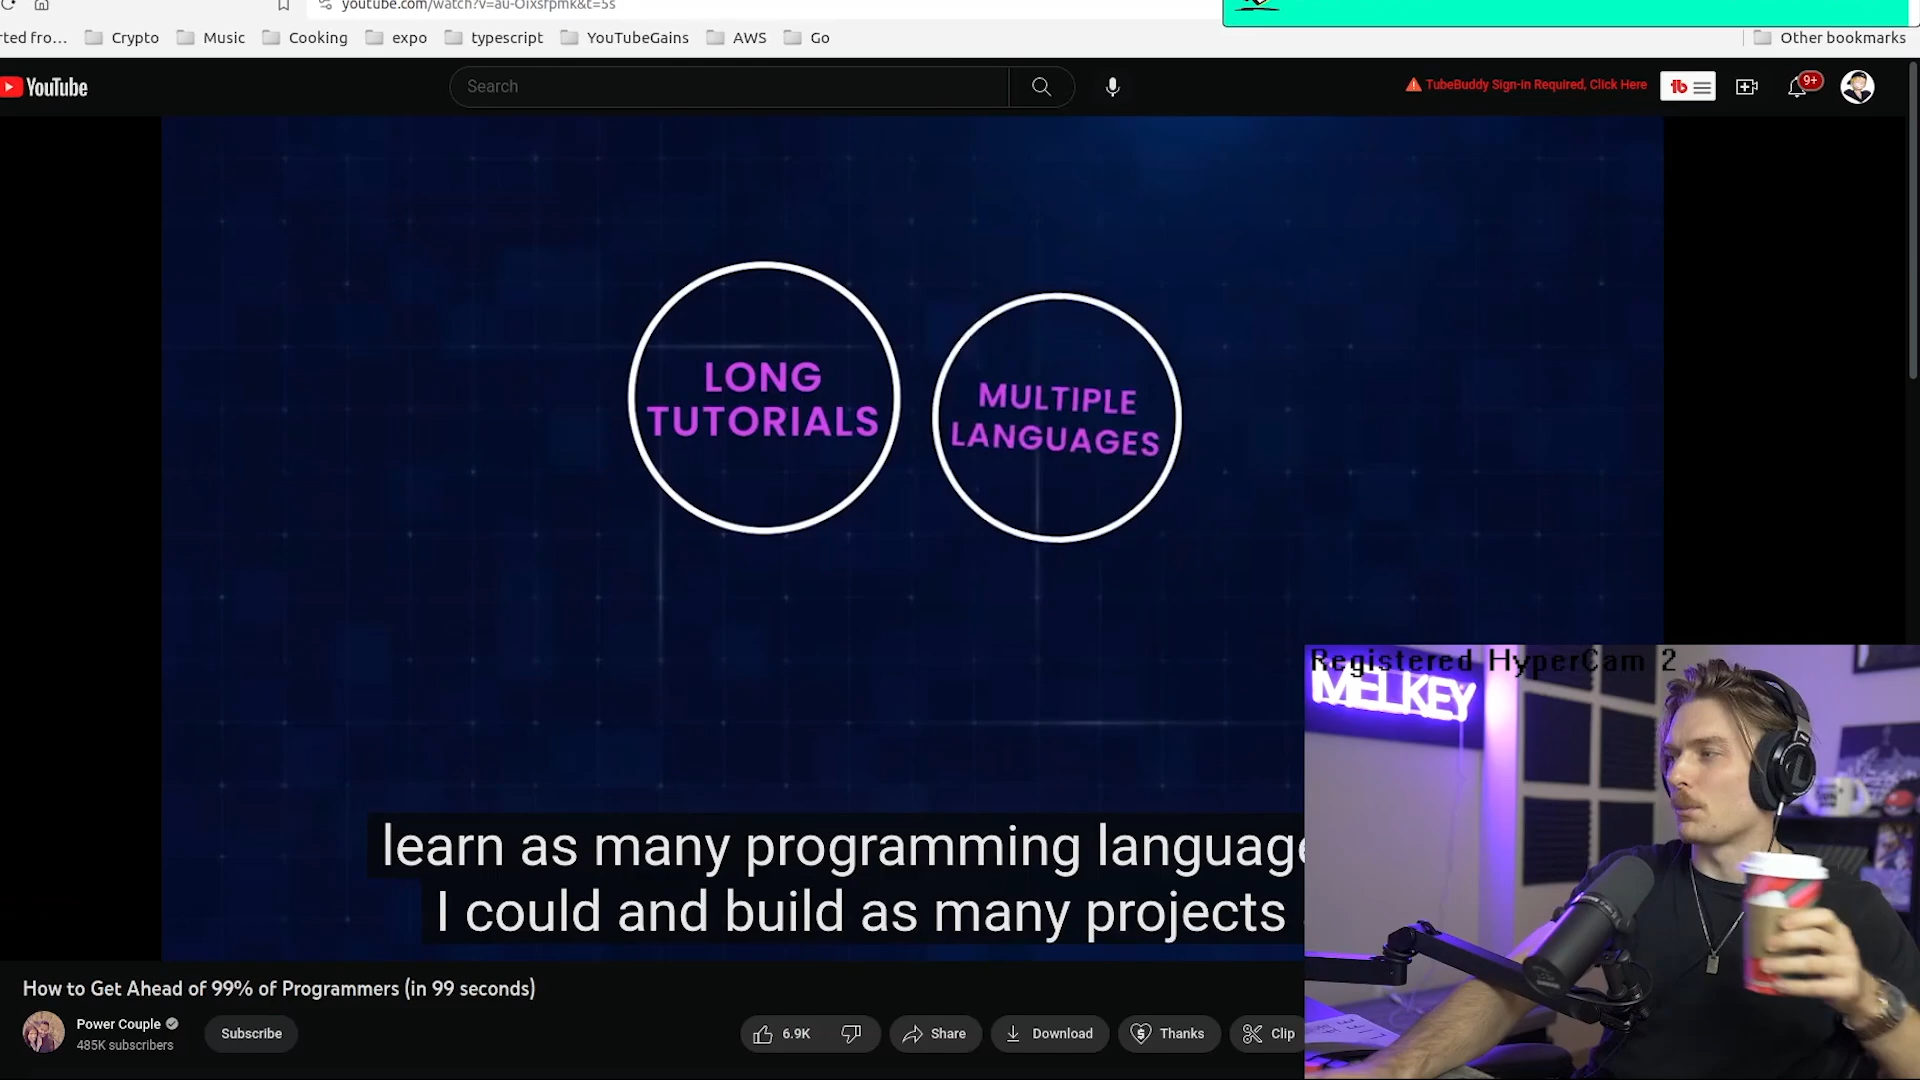 youtube.com/watch?v=au-Oixsfpmk&t=5s
rted fro... Crypto Music Cooking expo typescript YouTubeGains AWS Go Other bookmarks
YouTube Search TubeBuddy Sign-in Required, Click Here tb 9+
LONG
TUTORIALS
MULTIPLE
LANGUAGES
Registered HyperCam 2
MELKEY
learn as many programming language
I could and build as many projects
How to Get Ahead of 99% of Programmers (in 99 seconds)
Power Couple
485K subscribers
Subscribe
6.9K Share Download Thanks Clip